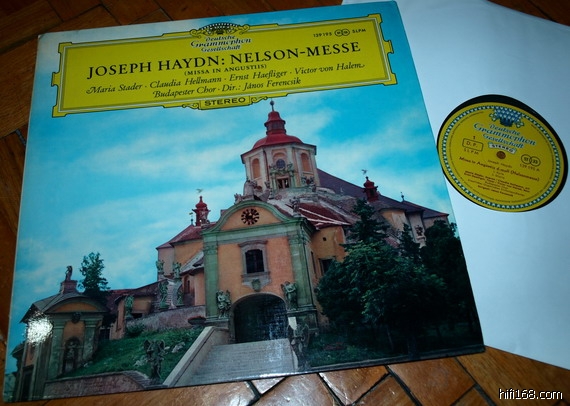 Deutsche
Grammophon
Gesellschaft
139 195
SLPM
JOSEPH HAYDN: NELSON-MESSE
(MISSA IN ANGUSTIIS)
Maria Stader · Claudia Hellmann · Ernst Haefliger · Victor von Halem
Budapester Chor · Dir.: János Ferencsik
STEREO
Deutsche
Grammophon
Gesellschaft
STEREO
hifi168.com